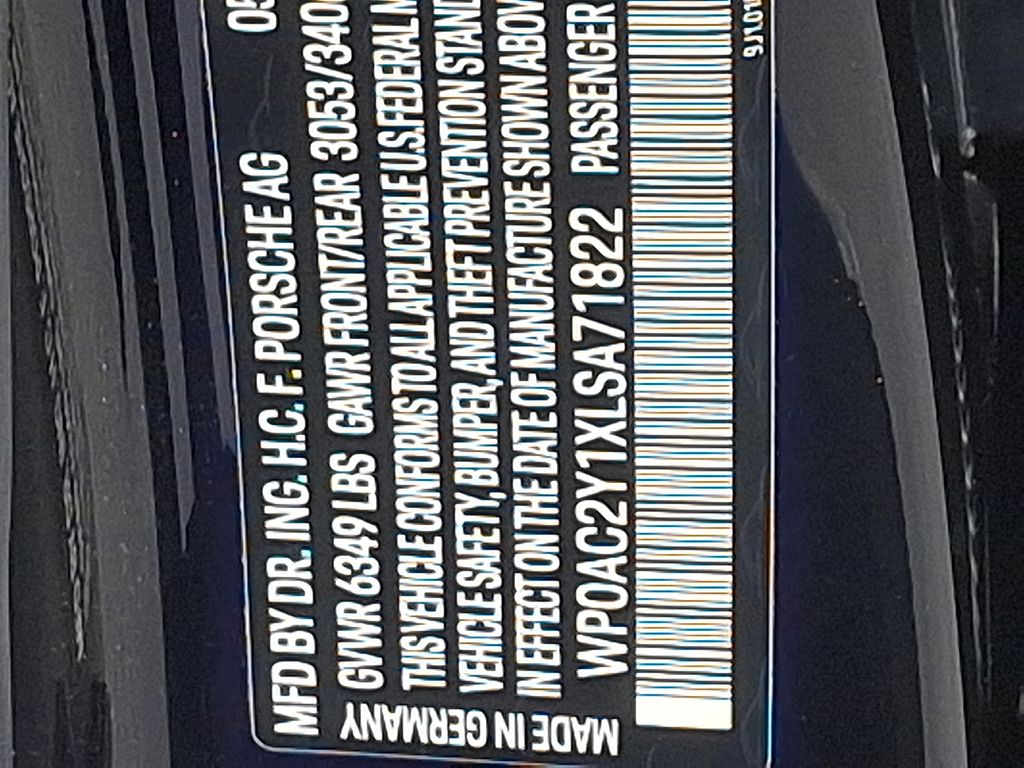 MFD BY DR. ING. H.C. F. PORSCHE AG 05
GVWR 6349 LBS GAWR FRONT/REAR 3053/340
THIS VEHICLE CONFORMS TO ALL APPLICABLE U.S. FEDERAL
VEHICLE SAFETY, BUMPER, AND THEFT PREVENTION STAND
IN EFFECT ON THE DATE OF MANUFACTURE SHOWN ABOV
WP0AC2Y1XLSA71822 PASSENGER
MADE IN GERMANY